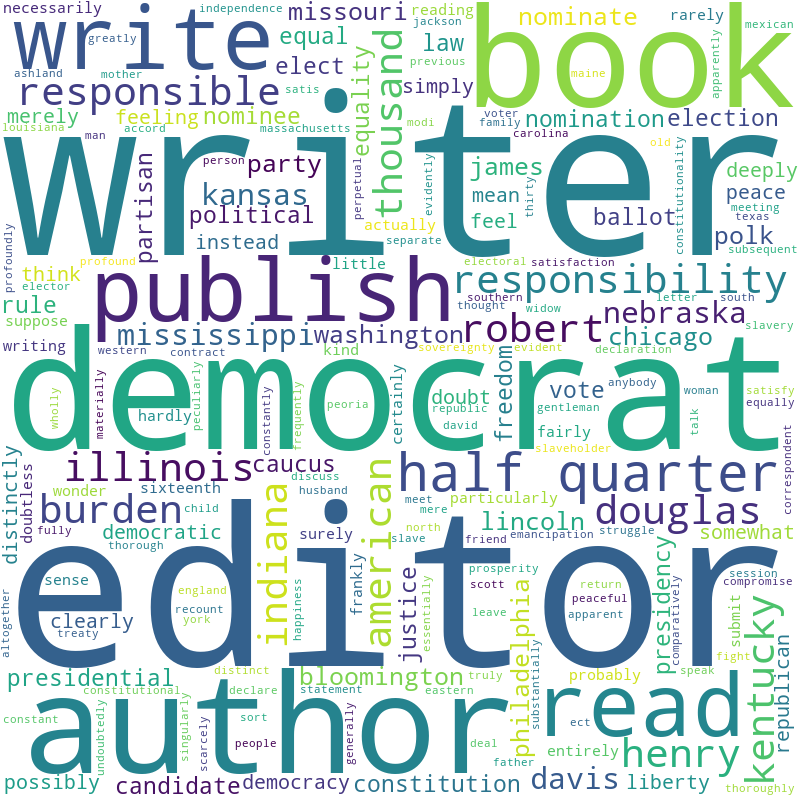 necessarily
independence
missouri
reading
jackson
nominate
rarely
mexican
write
greatly
equal
law
previous
book
ashland
mother
satis
elect
thousand
simply
maine
apparently
responsible
merely
feeling
nominee
equality
nomination
election
voter
family
louisiana
man
accord
massachusetts
modi
carolina
old
writer
partisan
person
party
perpetual
evidently
james
thirty
deeply
kansas
mean
peace
constitutionality
political
actually
feel
ballot
meeting
texas
profoundly
instead
separate
polk
subsequent
think
profound
little
electoral
satisfaction
elector
publish
responsibility
rule
suppose
southern
thought
widow
letter
south
nebraska
slavery
writing
mississippi
washington
robert
chicago
western
contract
kind
sovereignty
evident
freedom
declaration
democrat
wholly
materially
hardly
peculiarly
constantly
frequently
peoria
republic
david
certainly
doubt
vote
anybody
woman
satisfy
gentleman
equally
fairly
talk
slaveholder
correspondent
illinois
caucus
half quarter
distinctly
doubtless
wonder
sixteenth
discuss
american
meet
mere
particularly
burden
husband
lincoln
douglas
fully
democratic
child
surely
north
slave
friend
emancipation
struggle
somewhat
thorough
indiana
editor
altogether
sense
england
recount
york
treaty
clearly
happiness
frankly
justice
essentially
prosperity
scott
peaceful
leave
apparent
return
presidency
comparatively
session
compromise
submit
fight
republican
presidential
distinct
bloomington
truly
philadelphia
substantially
probably
speak
kentucky
constitutional
declare
statement
eastern
author
read
constant
undoubtedly
singularly
scarcely
sort
people
generally
deal
father
ect
entirely
henry
possibly
candidate
democracy
constitution
davis
liberty
thoroughly